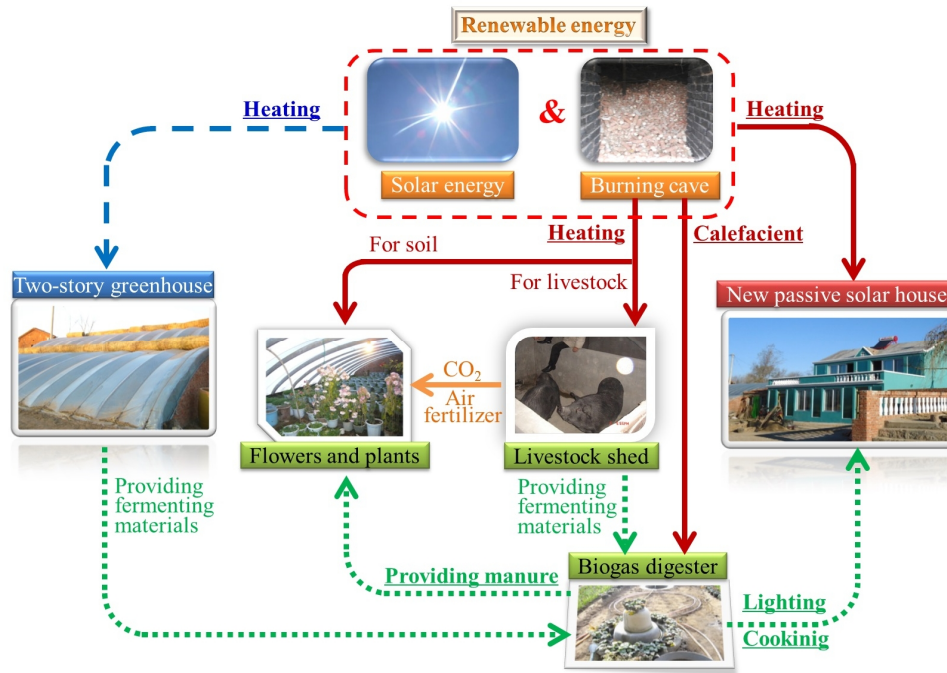 Renewable energy
Heating
&
Heating
Solar energy
Burning cave
Heating
Calefacient
For soil
For livestock
Two-story greenhouse
New passive solar house
CO₂
Air
fertilizer
Flowers and plants
Livestock shed
Providing
fermenting
materials
Providing
fermenting
materials
Biogas digester
Providing manure
Lighting
Cookinig